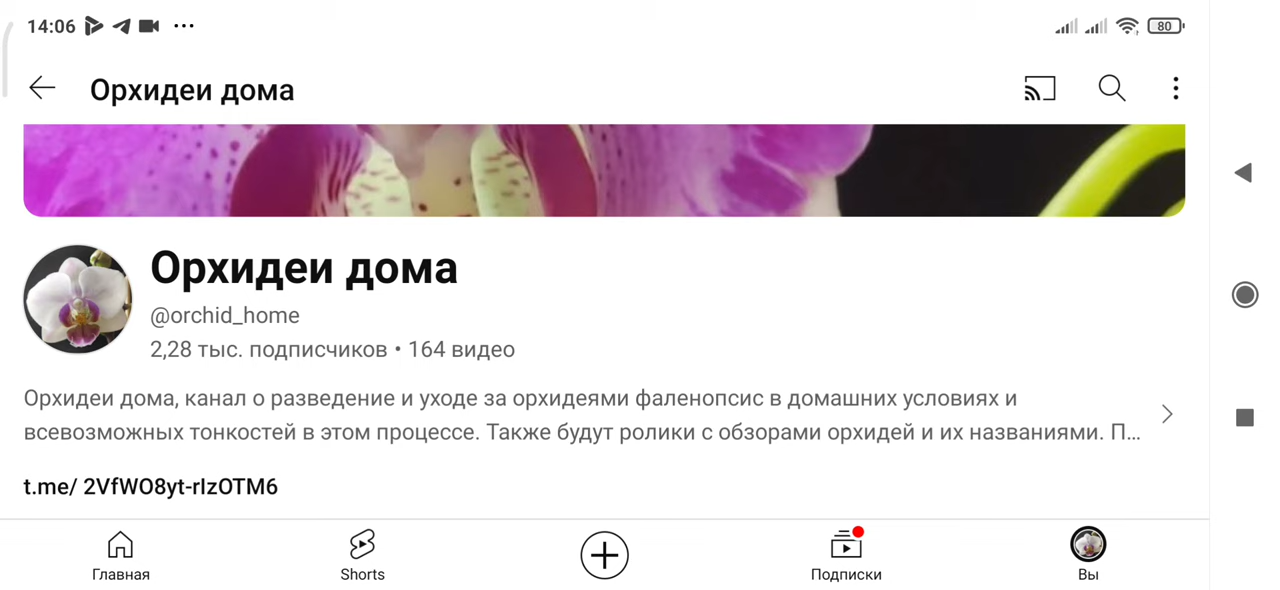 14:06
80
Орхидеи дома
Орхидеи дома
@orchid_home
2,28 тыс. подписчиков • 164 видео
Орхидеи дома, канал о разведение и уходе за орхидеями фаленопсис в домашних условиях и
всевозможных тонкостей в этом процессе. Также будут ролики с обзорами орхидей и их названиями. П...
t.me/ 2VfWO8yt-rIzOTM6
Главная
Shorts
Подписки
Вы